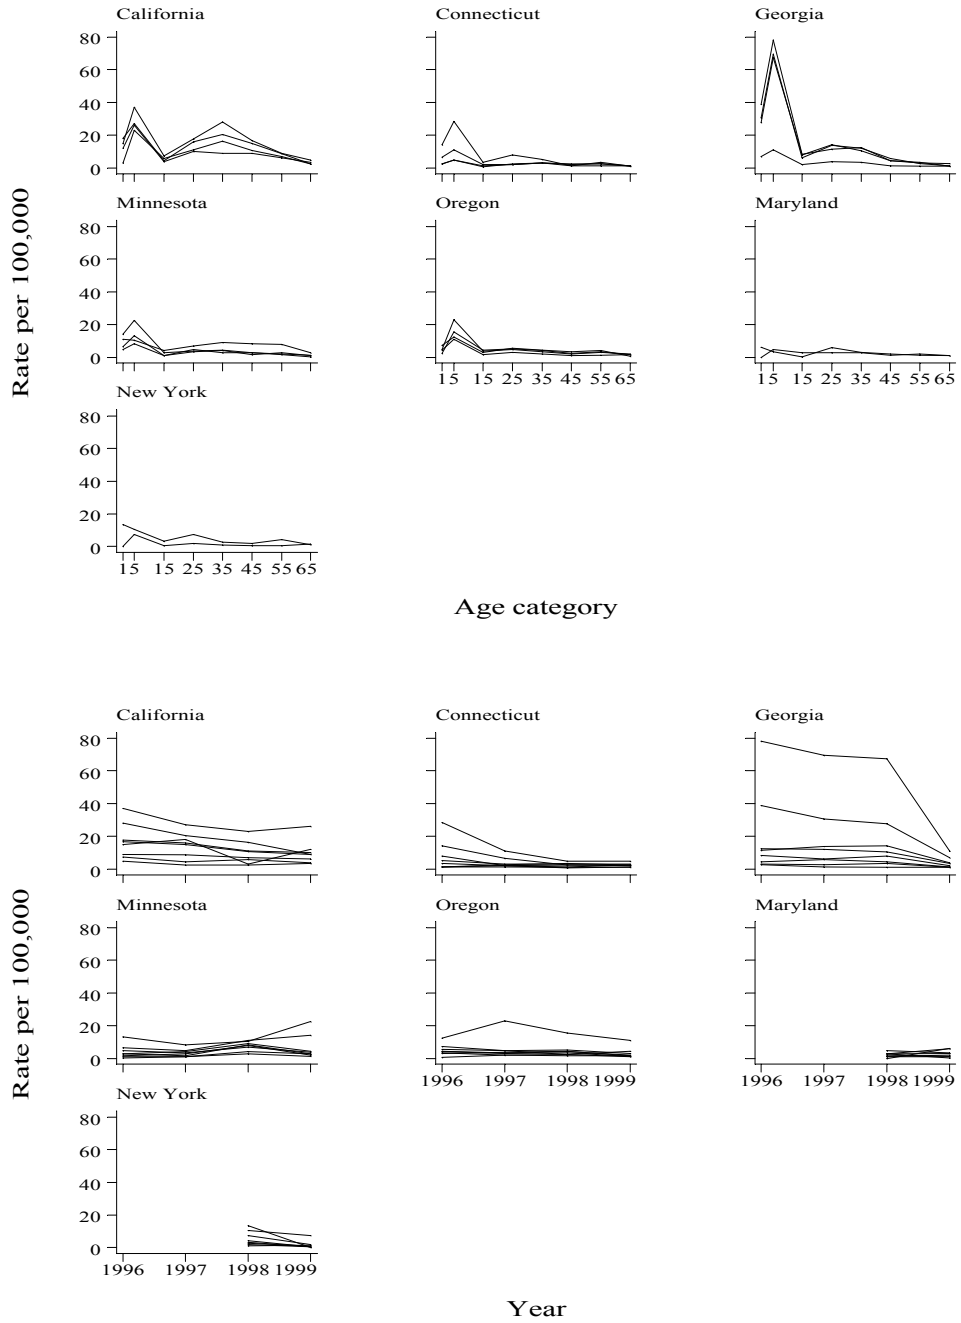 California Connecticut Georgia
80 60 40 20 0
Minnesota Oregon Maryland
80 60 40 20 0
15 15 25 35 45 55 65 15 15 25 35 45 55 65
New York
80 60 40 20 0
15 15 25 35 45 55 65
Rate per 100,000
Age category
California Connecticut Georgia
80 60 40 20 0
Minnesota Oregon Maryland
80 60 40 20 0
1996 1997 1998 1999 1996 1997 1998 1999
New York
80 60 40 20 0
1996 1997 1998 1999
Rate per 100,000
Year